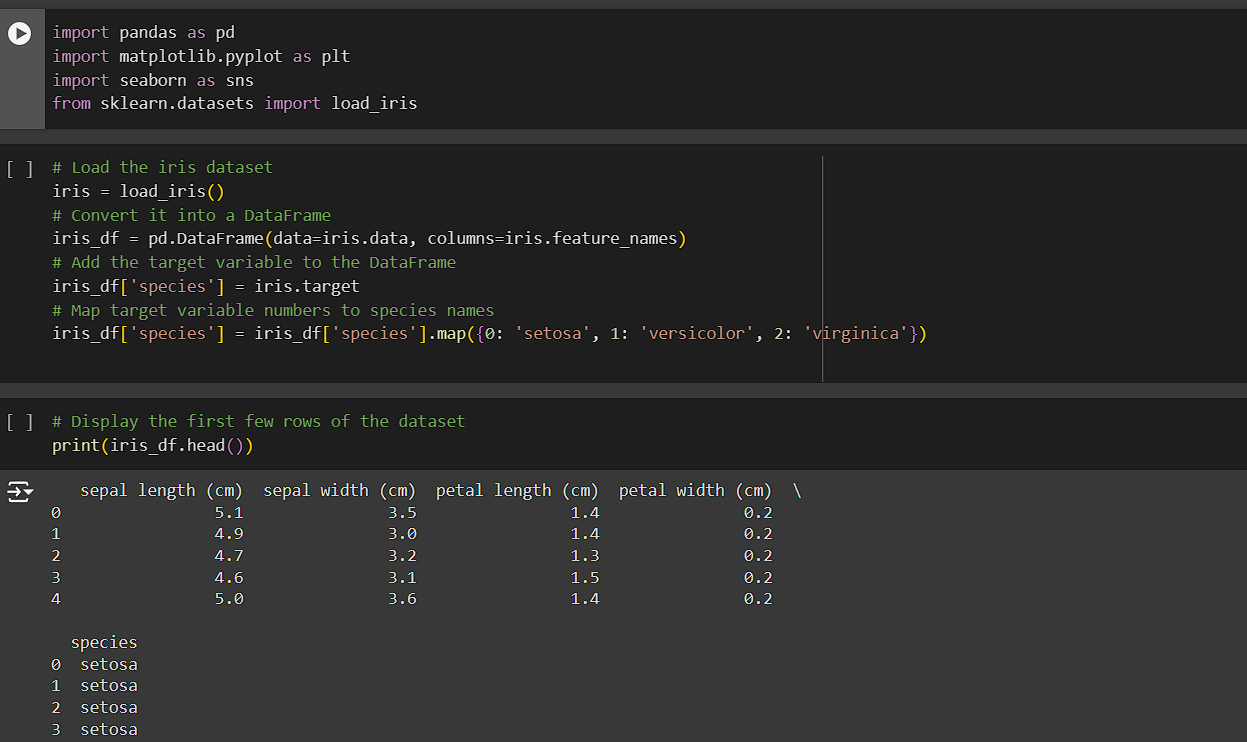 import pandas as pd
import matplotlib.pyplot as plt
import seaborn as sns
from sklearn.datasets import load_iris
[ ] # Load the iris dataset
iris = load_iris()
# Convert it into a DataFrame
iris_df = pd.DataFrame(data=iris.data, columns=iris.feature_names)
# Add the target variable to the DataFrame
iris_df['species'] = iris.target
# Map target variable numbers to species names
iris_df['species'] = iris_df['species'].map({0: 'setosa', 1: 'versicolor', 2: 'virginica'})
[ ] # Display the first few rows of the dataset
print(iris_df.head())
   sepal length (cm)  sepal width (cm)  petal length (cm)  petal width (cm)  \
0                5.1               3.5                1.4               0.2
1                4.9               3.0                1.4               0.2
2                4.7               3.2                1.3               0.2
3                4.6               3.1                1.5               0.2
4                5.0               3.6                1.4               0.2
  species
0  setosa
1  setosa
2  setosa
3  setosa